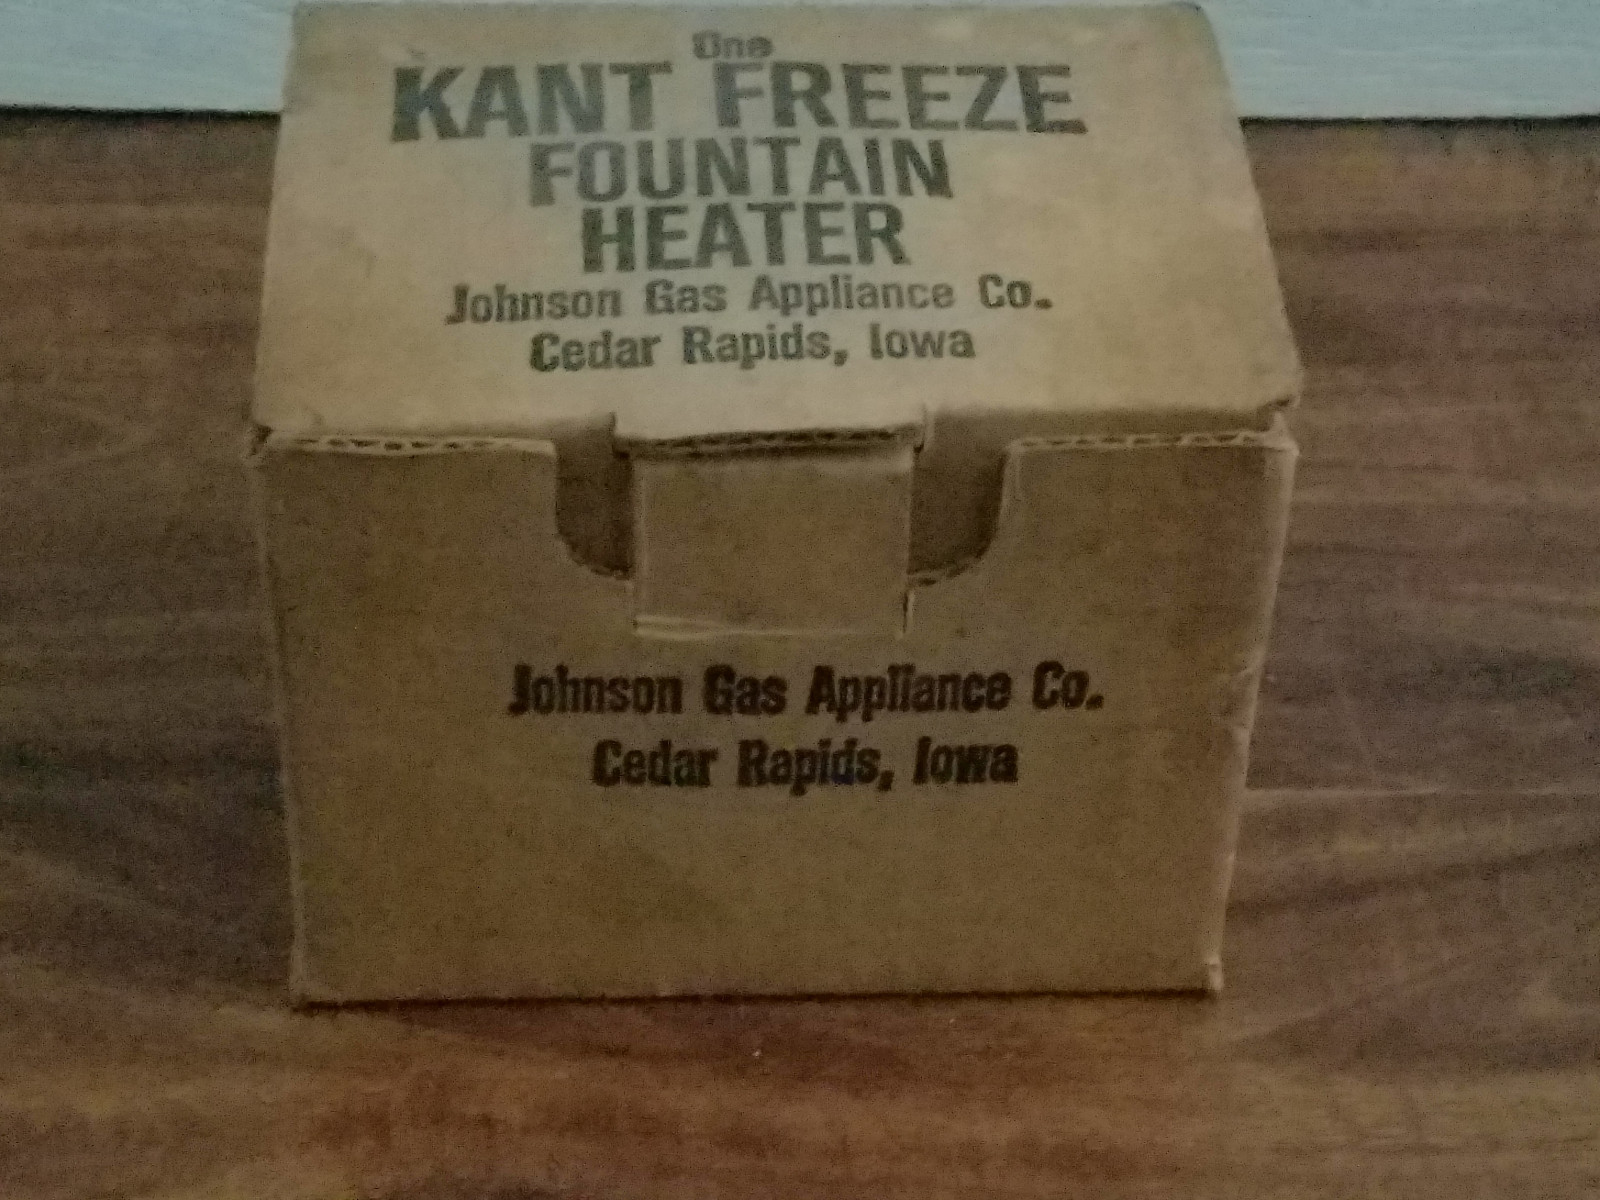 One
KANT FREEZE
FOUNTAIN
HEATER
Johnson Gas Appliance Co.
Cedar Rapids, Iowa
Johnson Gas Appliance Co.
Cedar Rapids, Iowa